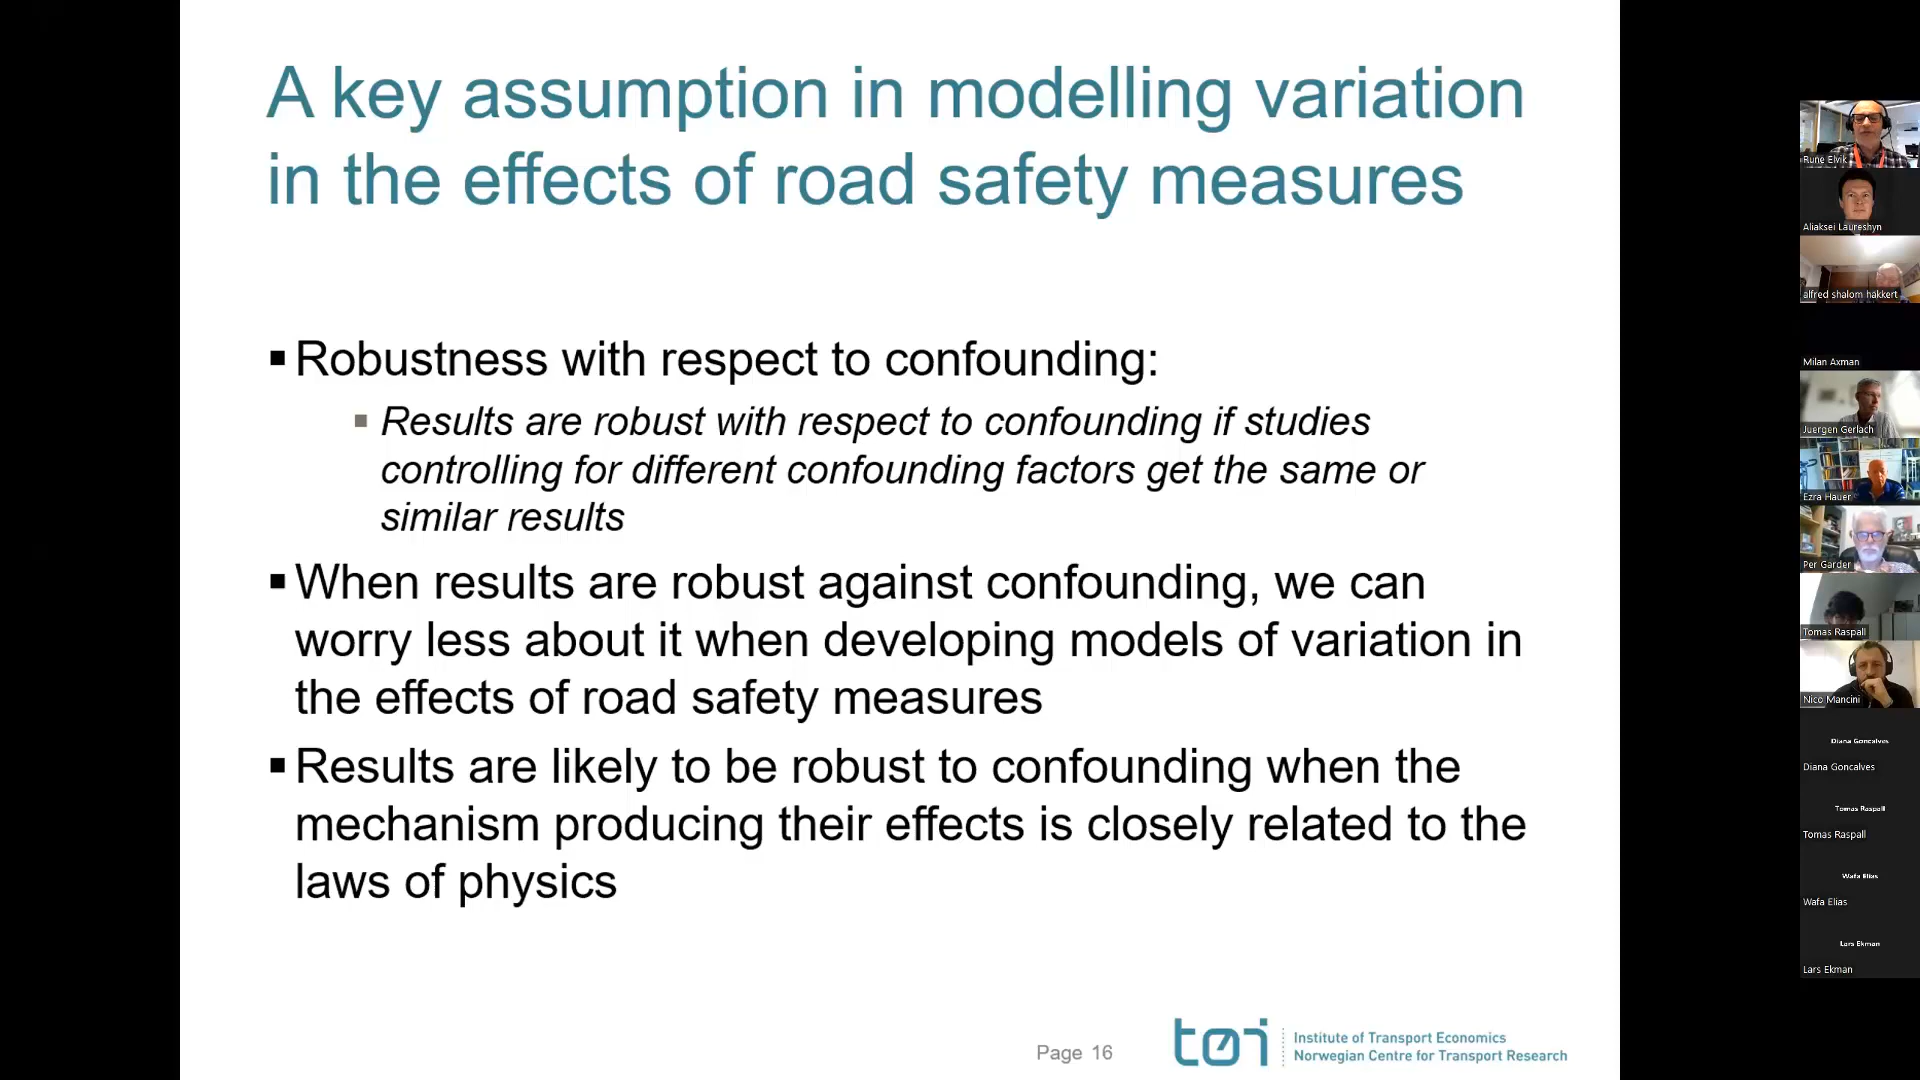 A key assumption in modelling variation
in the effects of road safety measures
Robustness with respect to confounding:
Results are robust with respect to confounding if studies
controlling for different confounding factors get the same or
similar results
When results are robust against confounding, we can
worry less about it when developing models of variation in
the effects of road safety measures
Results are likely to be robust to confounding when the
mechanism producing their effects is closely related to the
laws of physics
Page 16
tøi
Institute of Transport Economics
Norwegian Centre for Transport Research
Rune Elvik
Aliaksei Laureshyn
alfred shalom hakkert
Milan Axman
Juergen Gerlach
Ezra Hauer
Per Garder
Tomas Raspall
Nico Mancini
Diana Goncalves
Diana Goncalves
Tomas Raspall
Tomas Raspall
Wafa Elias
Wafa Elias
Lars Ekman
Lars Ekman